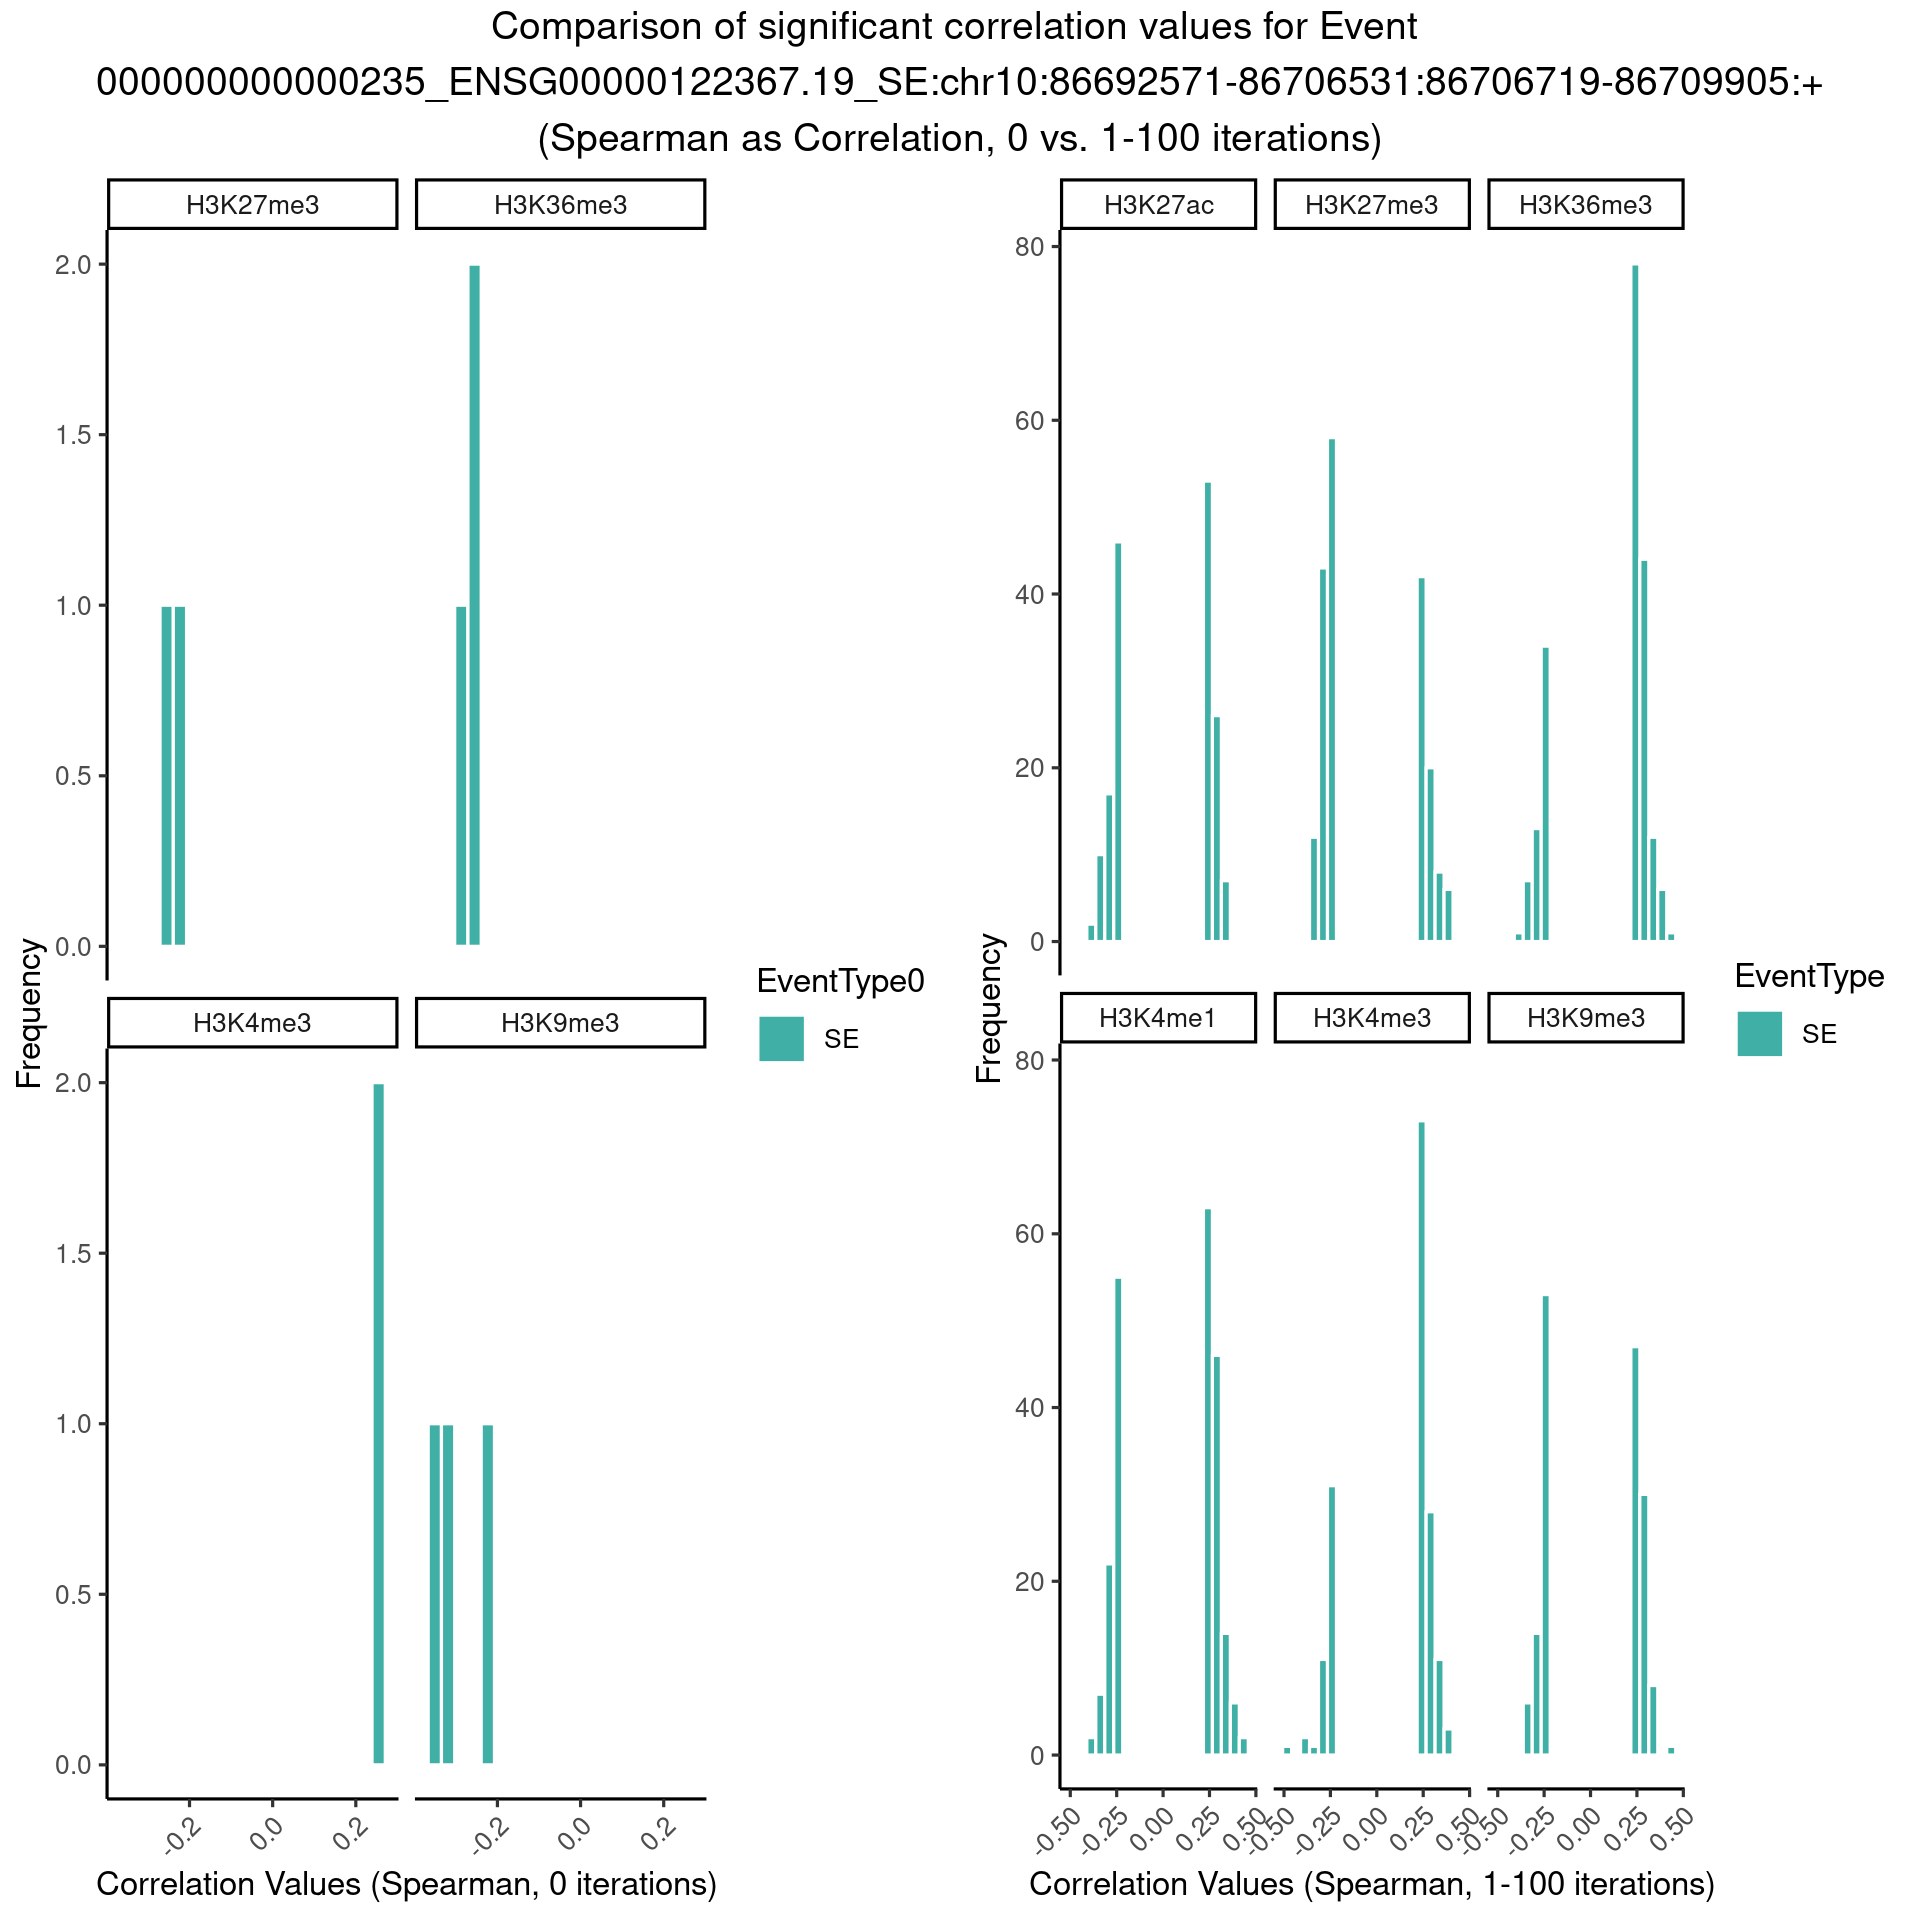 Comparison of significant correlation values for Event
000000000000235_ENSG00000122367.19_SE:chr10:86692571-86706531:86706719-86709905:+
(Spearman as Correlation, 0 vs. 1-100 iterations)
H3K27me3 H3K36me3
2.0
1.5
1.0
0.5
0.0
H3K4me3 H3K9me3
2.0
1.5
1.0
0.5
0.0
-0.2 0.0 0.2 -0.2 0.0 0.2
Frequency
Correlation Values (Spearman, 0 iterations)
EventType0
SE
H3K27ac H3K27me3 H3K36me3
80
60
40
20
0
H3K4me1 H3K4me3 H3K9me3
80
60
40
20
0
-0.50 -0.25 0.00 0.25 0.50 -0.50 -0.25 0.00 0.25 0.50 -0.50 -0.25 0.00 0.25 0.50
Frequency
Correlation Values (Spearman, 1-100 iterations)
EventType
SE